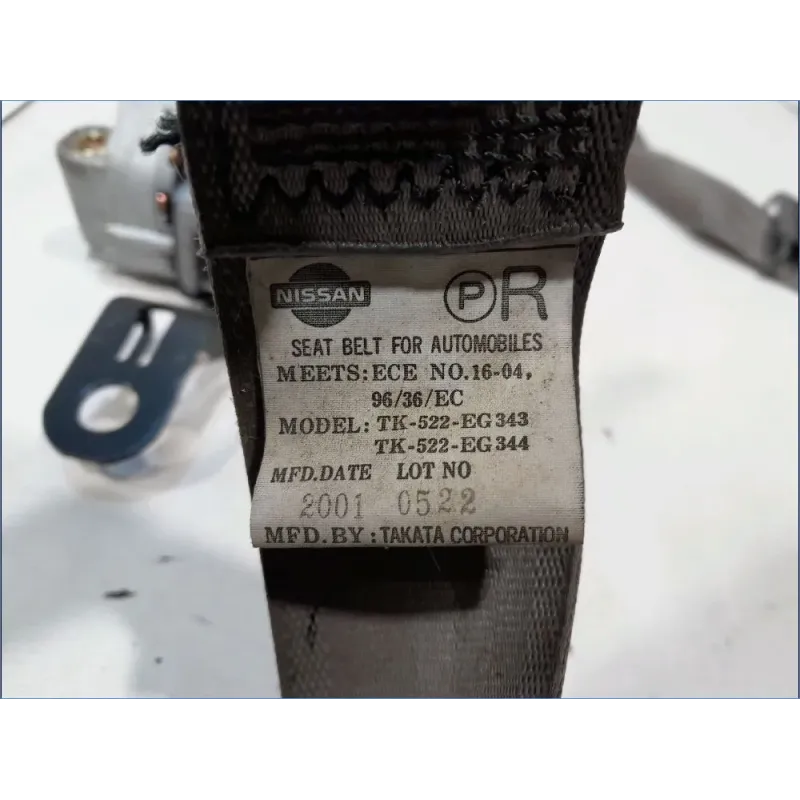 NISSAN P R
SEAT BELT FOR AUTOMOBILES
MEETS: ECE NO.16-04,
96/36/EC
MODEL: TK-522-EG343
TK-522-EG344
MFD.DATE LOT NO
2001 0522
MFD.BY: TAKATA CORPORATION